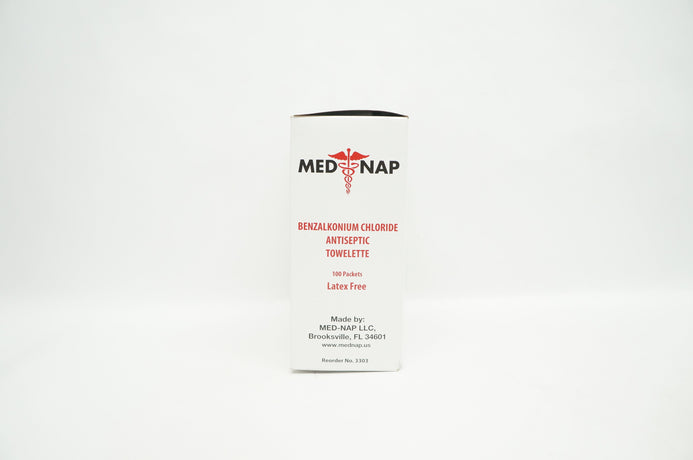 MED NAP
BENZALKONIUM CHLORIDE
ANTISEPTIC
TOWELETTE
100 Packets
Latex Free
Made by:
MED-NAP LLC.
Brooksville, FL 34601
www.mednap.us
Reorder No. 3303